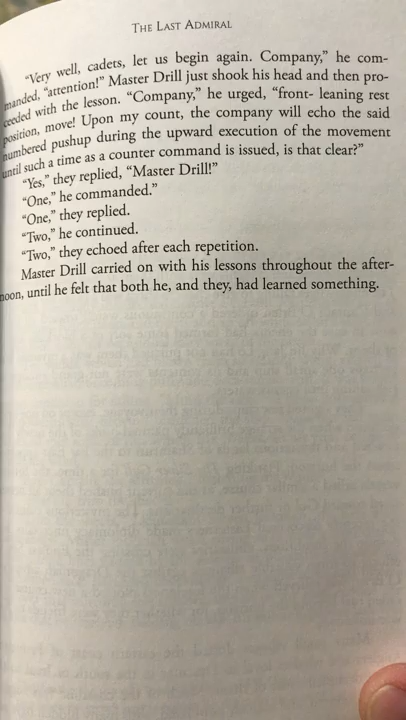 The Last Admiral
"Very well, cadets, let us begin again. Company," he com-
manded, "attention!" Master Drill just shook his head and then pro-
ceeded with the lesson. "Company," he urged, "front- leaning rest
position, move! Upon my count, the company will echo the said
numbered pushup during the upward execution of the movement
until such a time as a counter command is issued, is that clear?"
"Yes," they replied, "Master Drill!"
"One," he commanded."
"One," they replied.
"Two," he continued.
"Two," they echoed after each repetition.
Master Drill carried on with his lessons throughout the after-
noon, until he felt that both he, and they, had learned something.